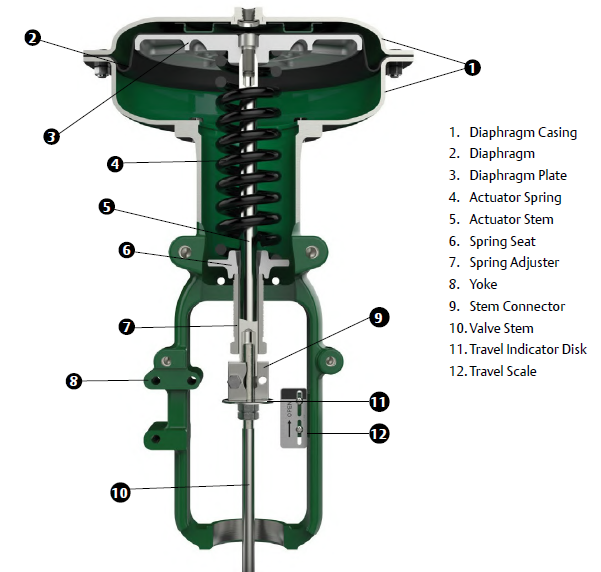 2
1
3
4
5
6
7
8
9
OPEN
11
12
10
1. Diaphragm Casing
2. Diaphragm
3. Diaphragm Plate
4. Actuator Spring
5. Actuator Stem
6. Spring Seat
7. Spring Adjuster
8. Yoke
9. Stem Connector
10. Valve Stem
11. Travel Indicator Disk
12. Travel Scale